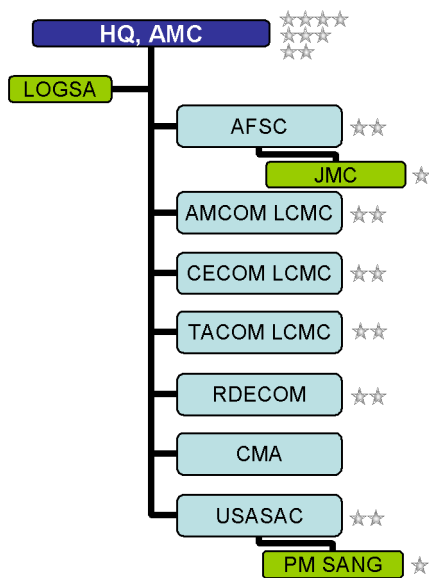 HQ, AMC
LOGSA
AFSC
JMC
AMCOM LCMC
CECOM LCMC
TACOM LCMC
RDECOM
CMA
USASAC
PM SANG